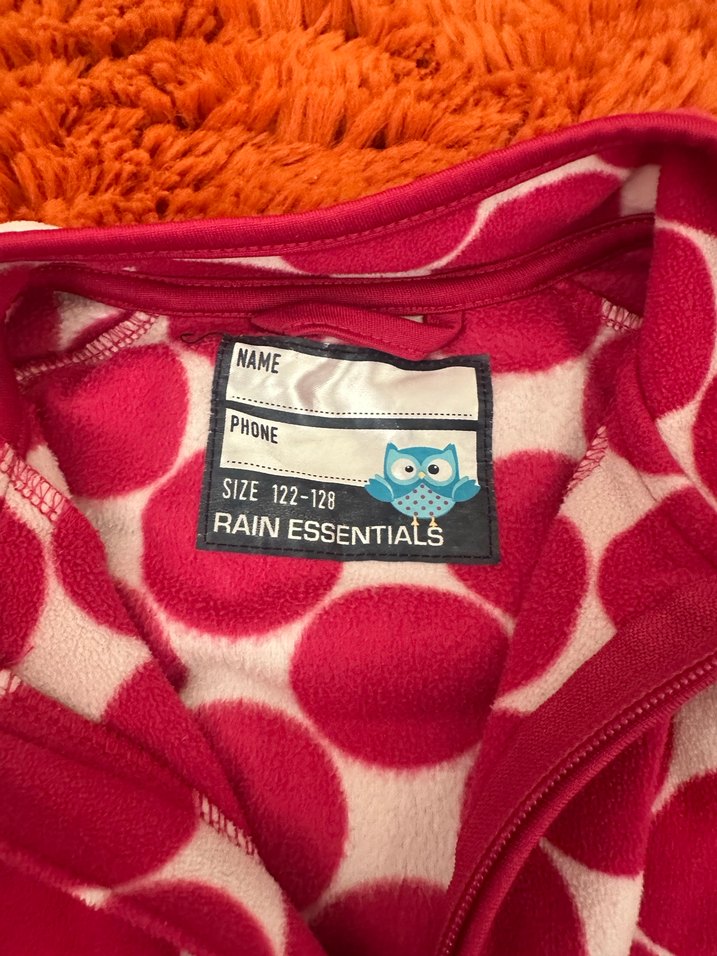 NAME
PHONE
SIZE 122-128
RAIN ESSENTIALS